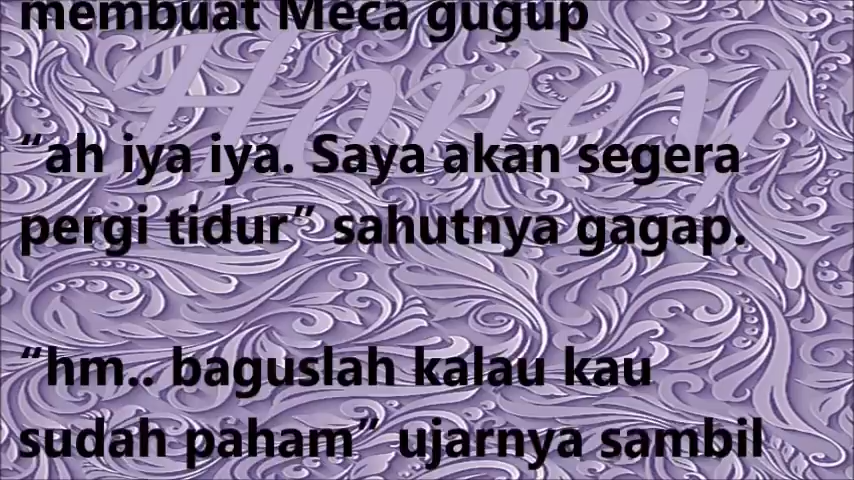 membuat Meca gugup
Honey
“ah iya iya. Saya akan segera
pergi tidur” sahutnya gagap.
“hm.. baguslah kalau kau
sudah paham” ujarnya sambil